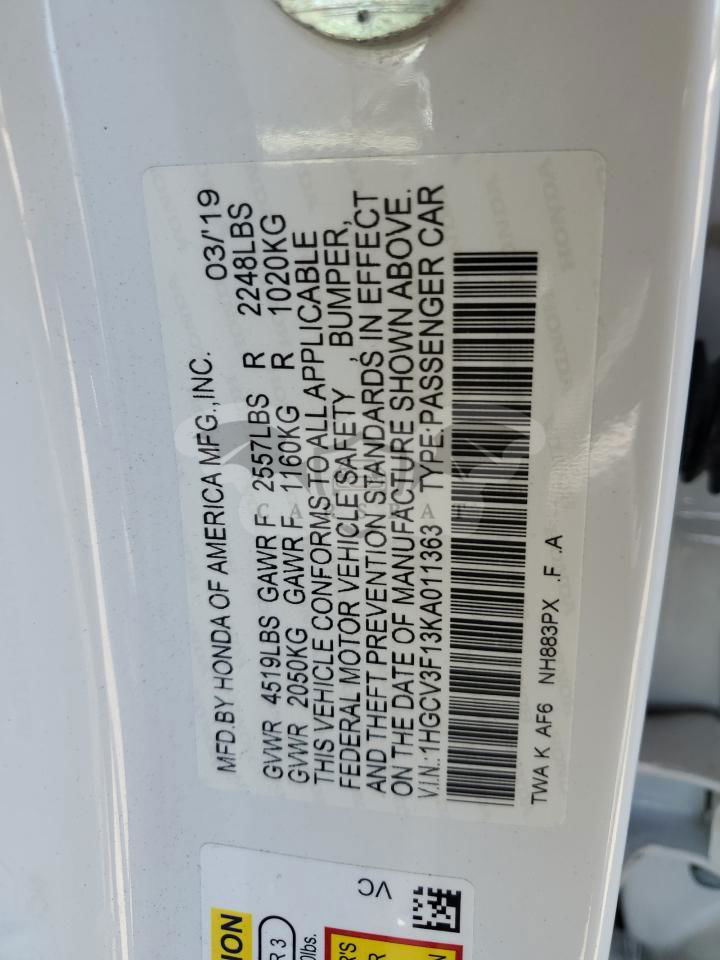 MFD.BY HONDA OF AMERICA MFG.,INC. 03/'19
GVWR 4519LBS GAWR F 2557LBS R 2248LBS
GVWR 2050KG GAWR F 1160KG R 1020KG
THIS VEHICLE CONFORMS TO ALL APPLICABLE
FEDERAL MOTOR VEHICLE SAFETY , BUMPER,
AND THEFT PREVENTION STANDARDS, IN EFFECT
ON THE DATE OF MANUFACTURE SHOWN ABOVE.
V.I.N.:1HGCV3F13KA011363 TYPE:PASSENGER CAR
TWA K AF6 NH883PX .F .A
VC